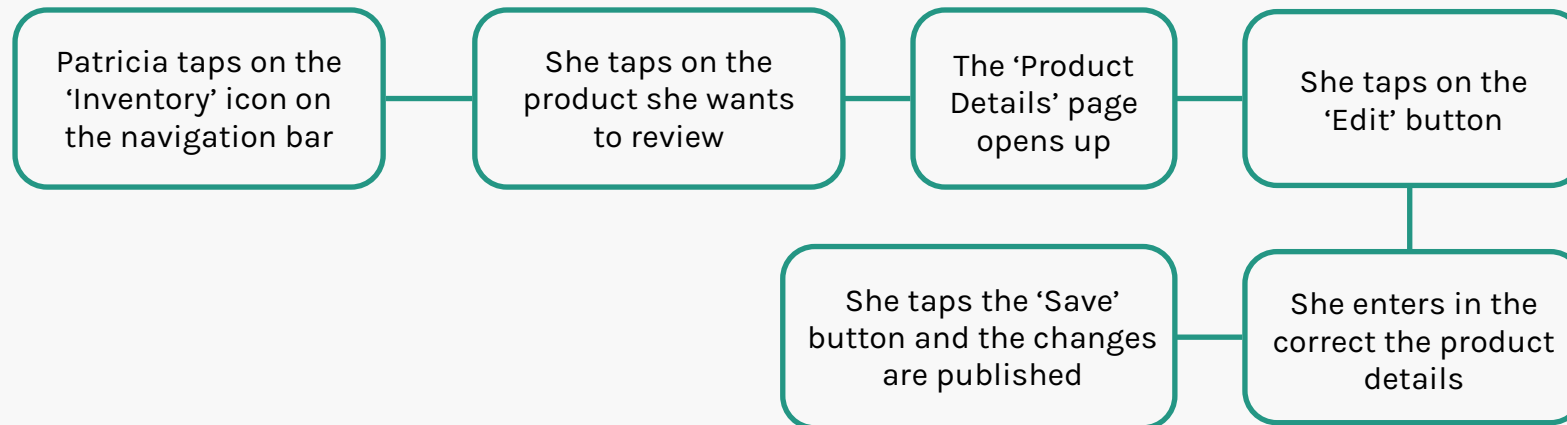 Patricia taps on the
‘Inventory’ icon on
the navigation bar
She taps on the
product she wants
to review
The ‘Product
Details’ page
opens up
She taps on the
‘Edit’ button
She enters in the
correct the product
details
She taps the ‘Save’
button and the changes
are published